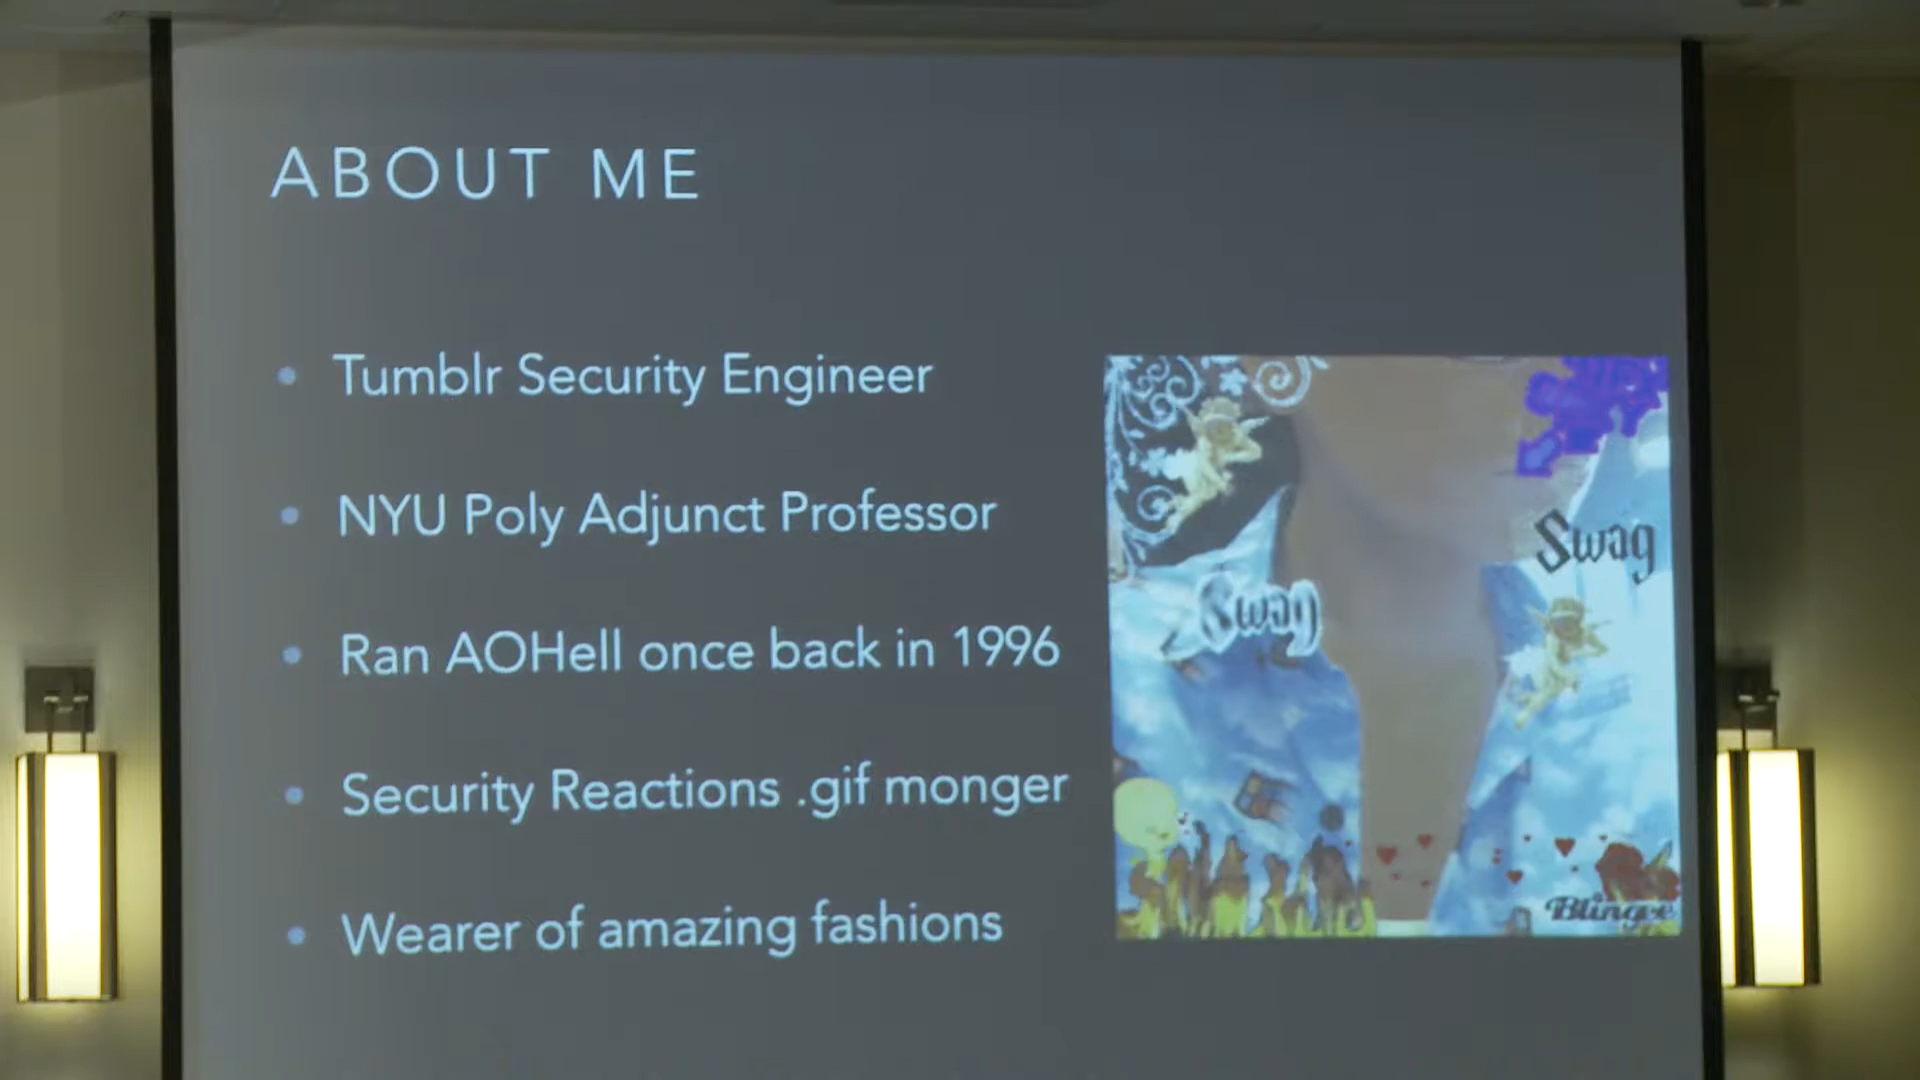 ABOUT ME
• Tumblr Security Engineer
• NYU Poly Adjunct Professor
• Ran AOHell once back in 1996
• Security Reactions .gif monger
• Wearer of amazing fashions
Swag
Swag
Blingee